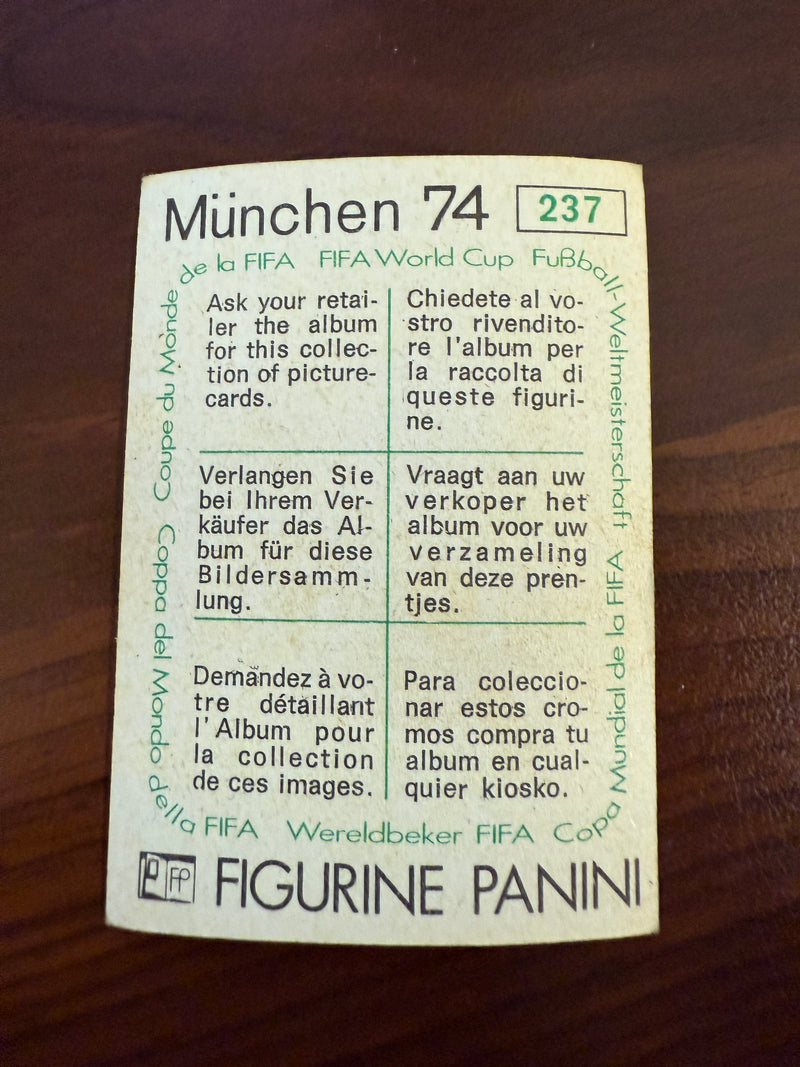 München 74
237
de la FIFA FIFA World Cup Fußball-Weltmeisterschaft
Ask your retai-
ler the album
for this collec-
tion of picture-
cards.
Chiedete al vo-
stro rivendito-
re l'album per
la raccolta di
queste figuri-
ne.
Verlangen Sie
bei Ihrem Ver-
käufer das Al-
bum für diese
Bildersamm-
lung.
Vraagt aan uw
verkoper het
album voor uw
verzameling
van deze pren-
tjes.
Demandez à vo-
tre détaillant
l'Album pour
la collection
de ces images.
Para coleccio-
nar estos cro-
mos compra tu
album en cual-
quier kiosko.
Copa Mundial de la FIFA
Wereldbeker FIFA
Coppa del Mondo della FIFA
Coupe du Monde
FP
FIGURINE PANINI